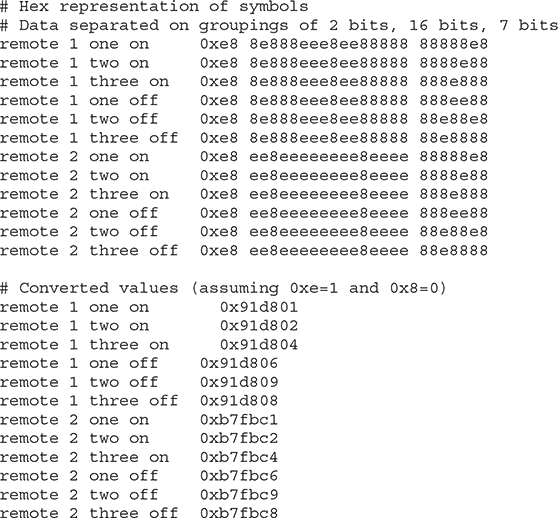 # Hex representation of symbols
# Data separated on groupings of 2 bits, 16 bits, 7 bits
remote 1 one on 0xe8 8e888eee8ee88888 88888e8
remote 1 two on 0xe8 8e888eee8ee88888 8888e88
remote 1 three on 0xe8 8e888eee8ee88888 888e888
remote 1 one off 0xe8 8e888eee8ee88888 888ee88
remote 1 two off 0xe8 8e888eee8ee88888 88e88e8
remote 1 three off 0xe8 8e888eee8ee88888 88e8888
remote 2 one on 0xe8 ee8eeeeeeee8eeee 88888e8
remote 2 two on 0xe8 ee8eeeeeeee8eeee 8888e88
remote 2 three on 0xe8 ee8eeeeeeee8eeee 888e888
remote 2 one off 0xe8 ee8eeeeeeee8eeee 888ee88
remote 2 two off 0xe8 ee8eeeeeeee8eeee 88e88e8
remote 2 three off 0xe8 ee8eeeeeeee8eeee 88e8888
# Converted values (assuming 0xe=1 and 0x8=0)
remote 1 one on 0x91d801
remote 1 two on 0x91d802
remote 1 three on 0x91d804
remote 1 one off 0x91d806
remote 1 two off 0x91d809
remote 1 three off 0x91d808
remote 2 one on 0xb7fbc1
remote 2 two on 0xb7fbc2
remote 2 three on 0xb7fbc4
remote 2 one off 0xb7fbc6
remote 2 two off 0xb7fbc9
remote 2 three off 0xb7fbc8